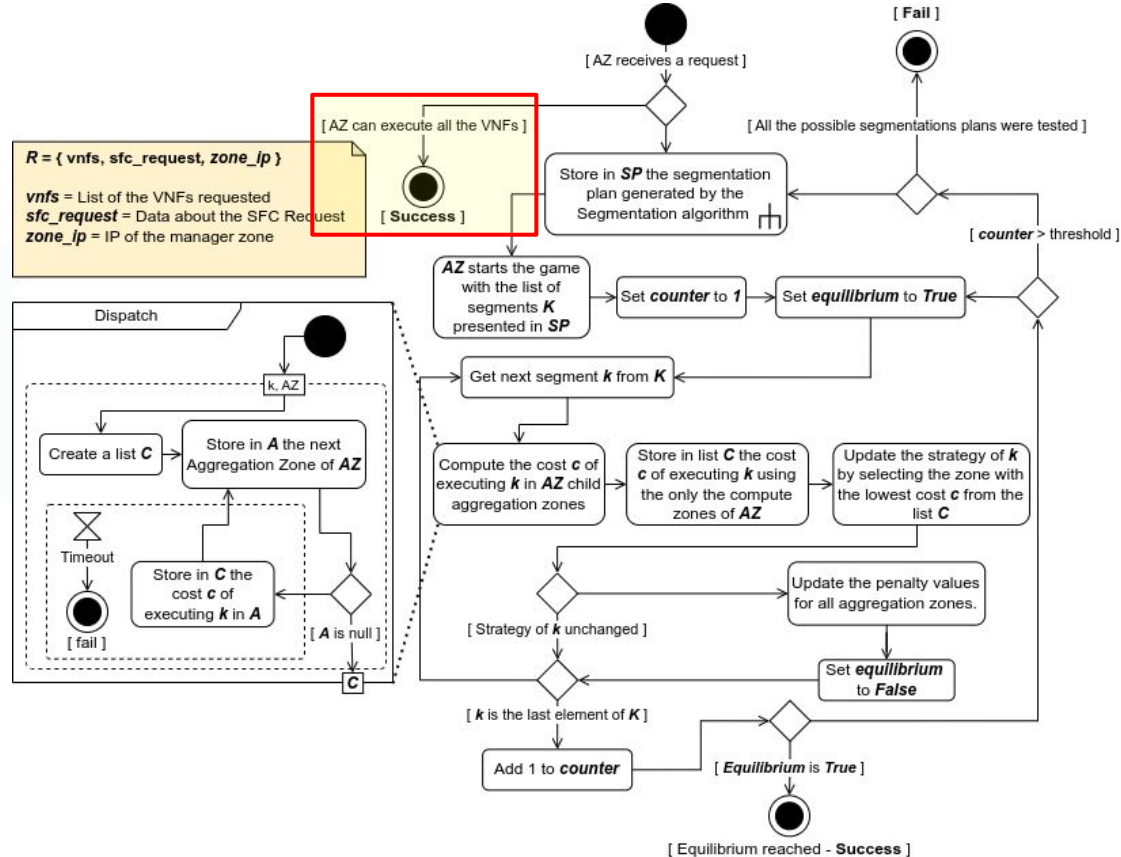 [ Fail ]
[ AZ receives a request ]
[ AZ can execute all the VNFs ]
[ All the possible segmentations plans were tested ]
R = { vnfs, sfc_request, zone_ip }
vnfs = List of the VNFs requested
sfc_request = Data about the SFC Request
zone_ip = IP of the manager zone
[ Success ]
Store in SP the segmentation
plan generated by the
Segmentation algorithm
[ counter > threshold ]
AZ starts the game
with the list of
segments K
presented in SP
Set counter to 1
Set equilibrium to True
Dispatch
k, AZ
Create a list C
Store in A the next
Aggregation Zone of AZ
Timeout
[ fail ]
Store in C the
cost c of
executing k in A
[ A is null ]
C
Get next segment k from K
Compute the cost c of
executing k in AZ child
aggregation zones
Store in list C the cost
c of executing k using
the only the compute
zones of AZ
Update the strategy of k
by selecting the zone with
the lowest cost c from the
list C
Update the penalty values
for all aggregation zones.
[ Strategy of k unchanged ]
Set equilibrium
to False
[ k is the last element of K ]
Add 1 to counter
[ Equilibrium is True ]
[ Equilibrium reached - Success ]